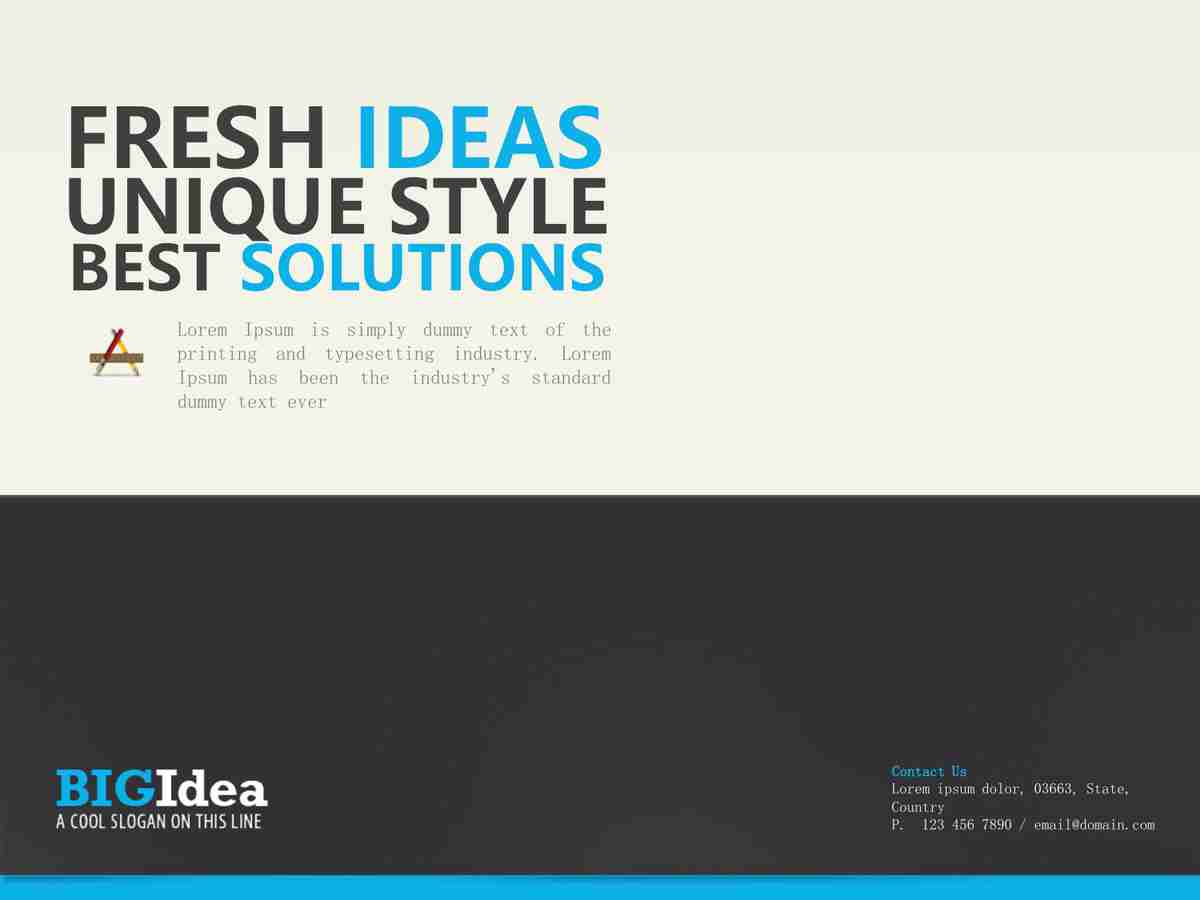 FRESH IDEAS
UNIQUE STYLE
BEST SOLUTIONS
Lorem Ipsum is simply dummy text of the
printing and typesetting industry. Lorem
Ipsum has been the industry's standard
dummy text ever
BIGIdea
A COOL SLOGAN ON THIS LINE
Contact Us
Lorem ipsum dolor, 03663, State,
Country
P. 123 456 7890 / email@domain.com